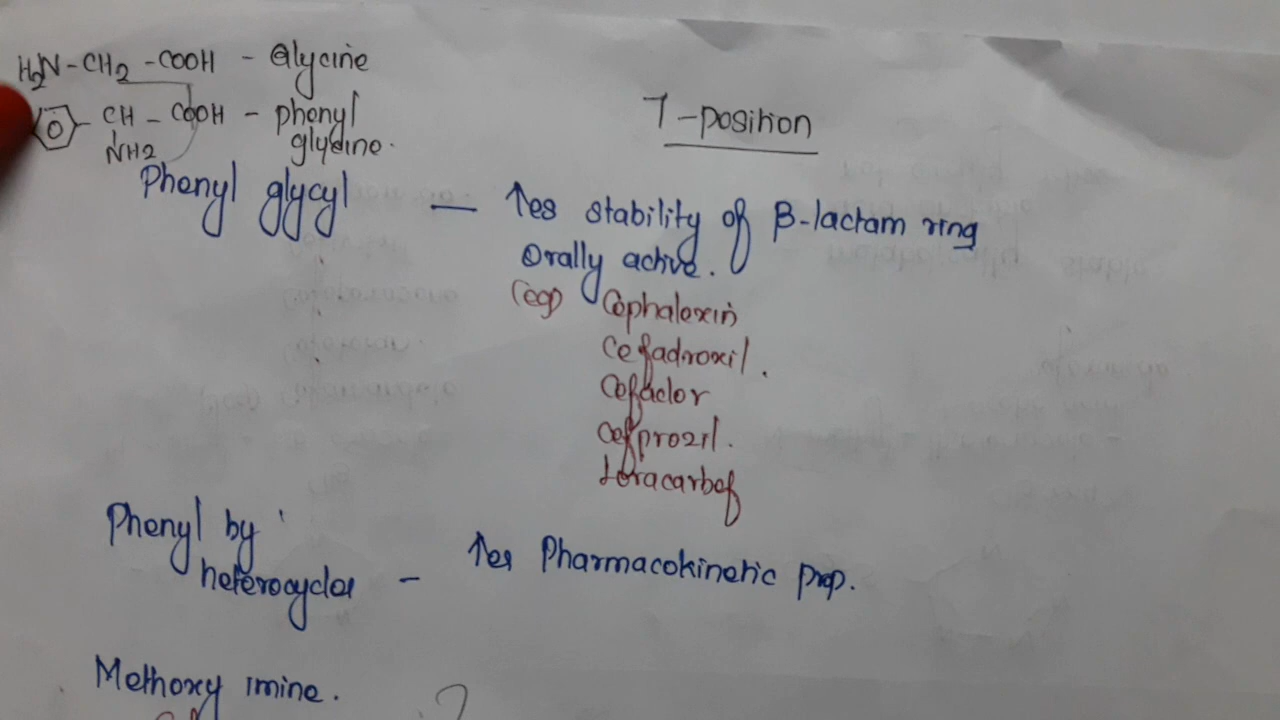 H2N-CH2-COOH - Glycine
CH - COOH - phenyl
NH2 glycine.
7-position
Phenyl glycyl — ↑es stability of β-lactam ring
Orally active.
(eg) Cephalexin
Cefadroxil.
Cefaclor
Cefprozil.
Loracarbef
Phenyl by
heterocycles - ↑es Pharmacokinetic prop.
Methoxy imine.